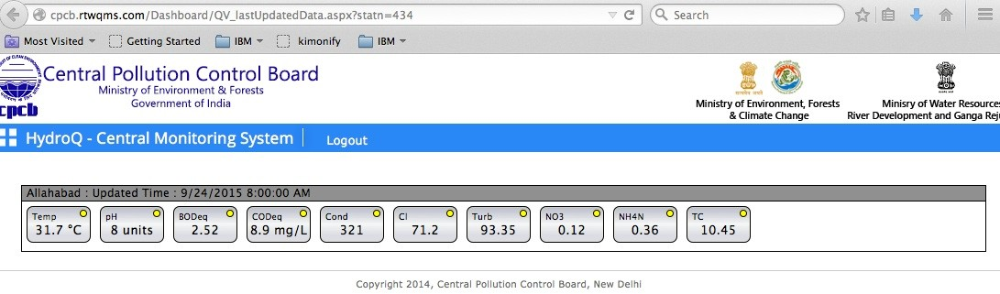 cpcb.rtwqms.com/Dashboard/QV_lastUpdatedData.aspx?statn=434
Search
Most Visited
Getting Started
IBM
kimonify
IBM
Central Pollution Control Board
Ministry of Environment & Forests
Government of India
cpcb
Ministry of Environment, Forests
& Climate Change
Minisry of Water Resources
River Development and Ganga Reju
HydroQ - Central Monitoring System
Logout
Allahabad : Updated Time : 9/24/2015 8:00:00 AM
Temp
31.7 °C
pH
8 units
BODeq
2.52
CODeq
8.9 mg/L
Cond
321
Cl
71.2
Turb
93.35
NO3
0.12
NH4N
0.36
TC
10.45
Copyright 2014, Central Pollution Control Board, New Delhi